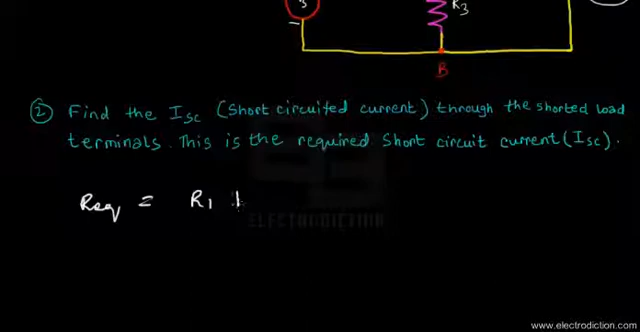 R3
B
② Find the ISC (Short circuited current) through the shorted load
terminals. This is the required Short circuit current (ISC).
Req = R1 +
ELECTRODICTION
www.electrodiction.com